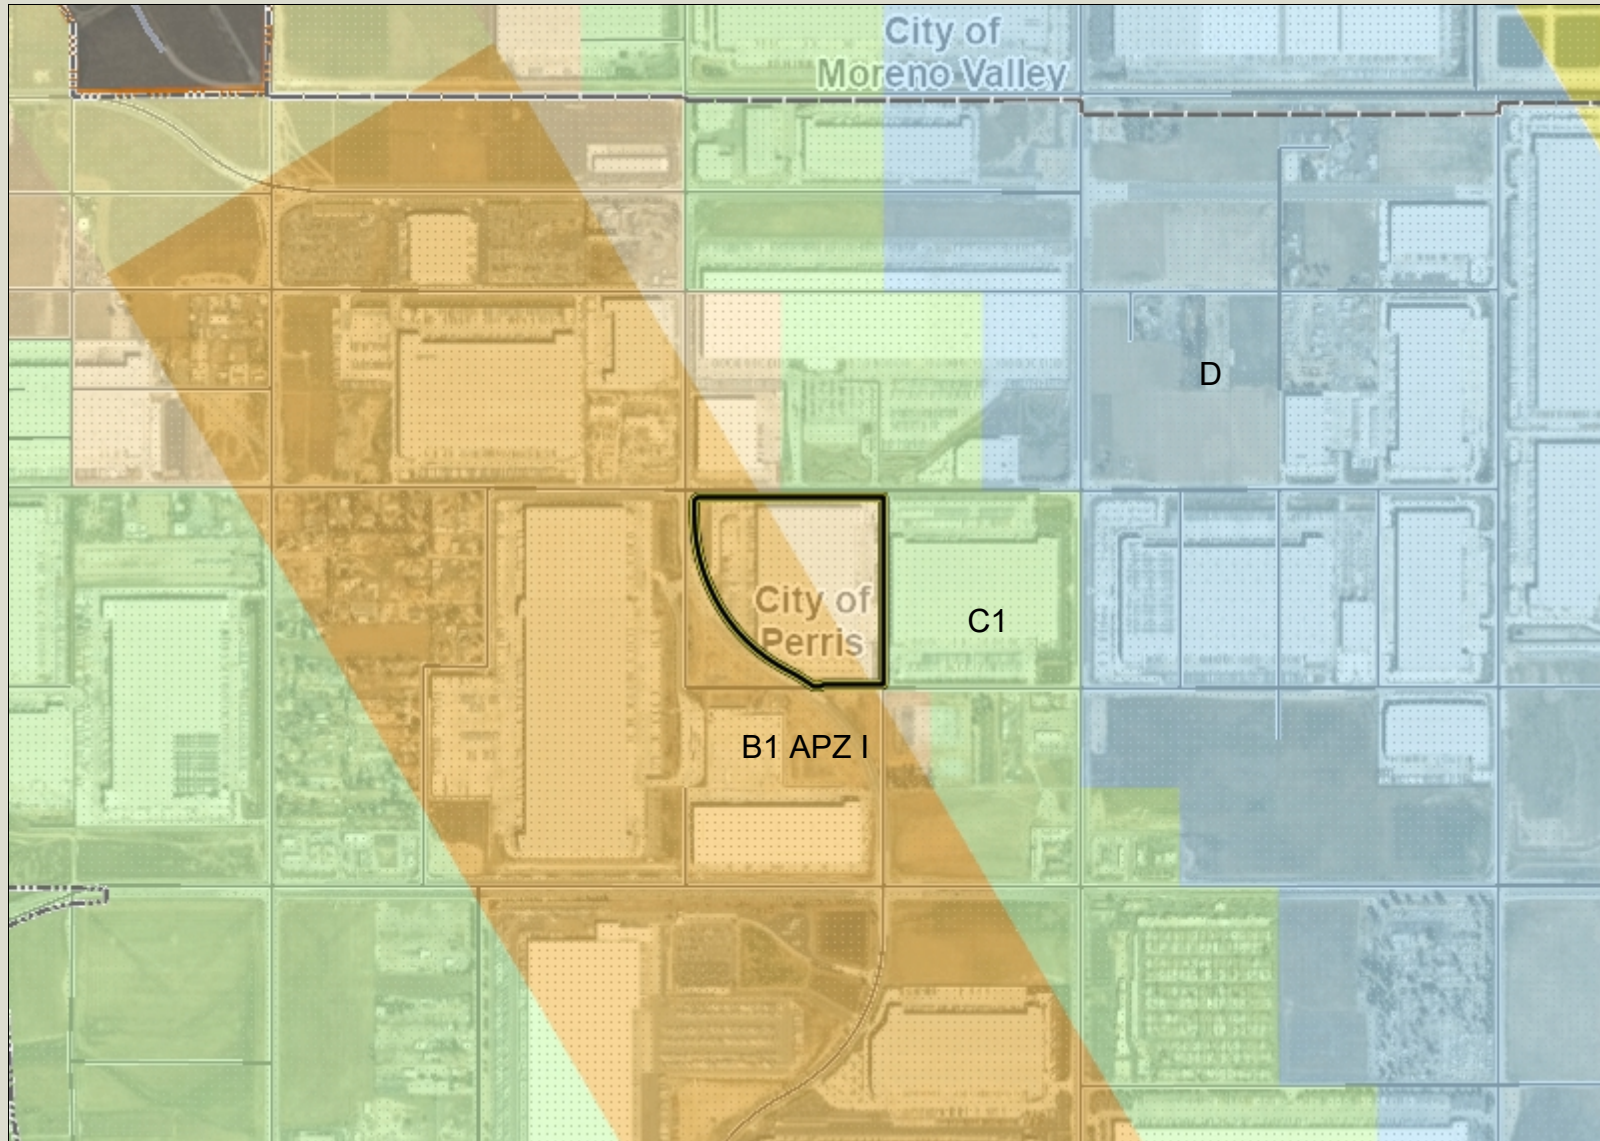 City of
Moreno Valley
D
City of
Perris
C1
B1 APZ I